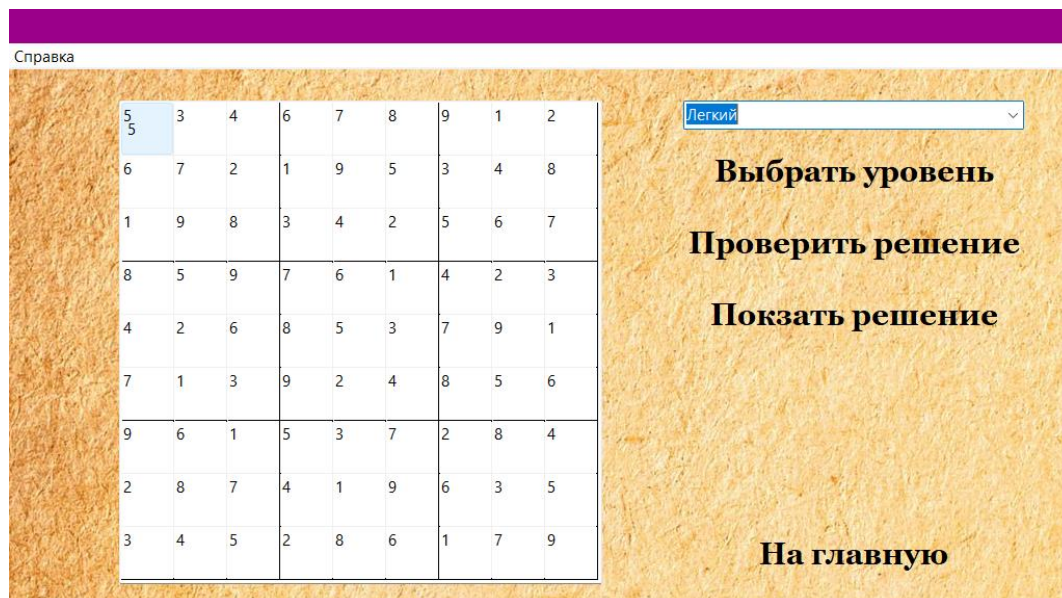 Справка
5 3 4 6 7 8 9 1 2
5
6 7 2 1 9 5 3 4 8
1 9 8 3 4 2 5 6 7
8 5 9 7 6 1 4 2 3
4 2 6 8 5 3 7 9 1
7 1 3 9 2 4 8 5 6
9 6 1 5 3 7 2 8 4
2 8 7 4 1 9 6 3 5
3 4 5 2 8 6 1 7 9
Легкий
Выбрать уровень
Проверить решение
Покзать решение
На главную